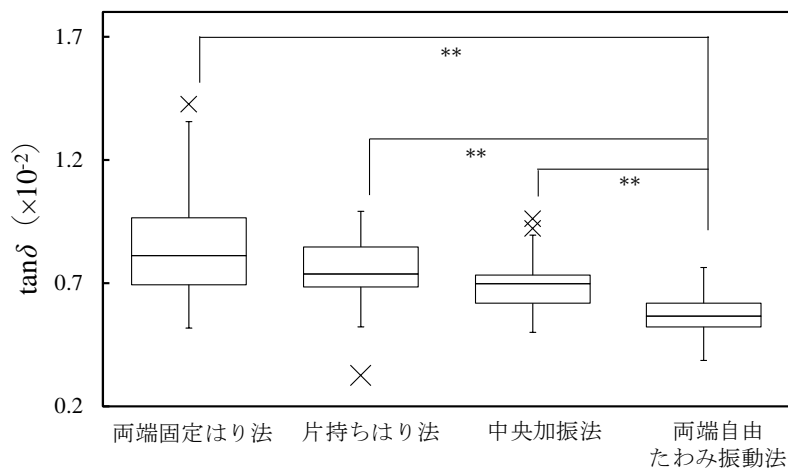 1.7
1.2
0.7
0.2
tanδ (×10⁻²)
**
**
**
両端固定はり法
片持ちはり法
中央加振法
両端自由
たわみ振動法